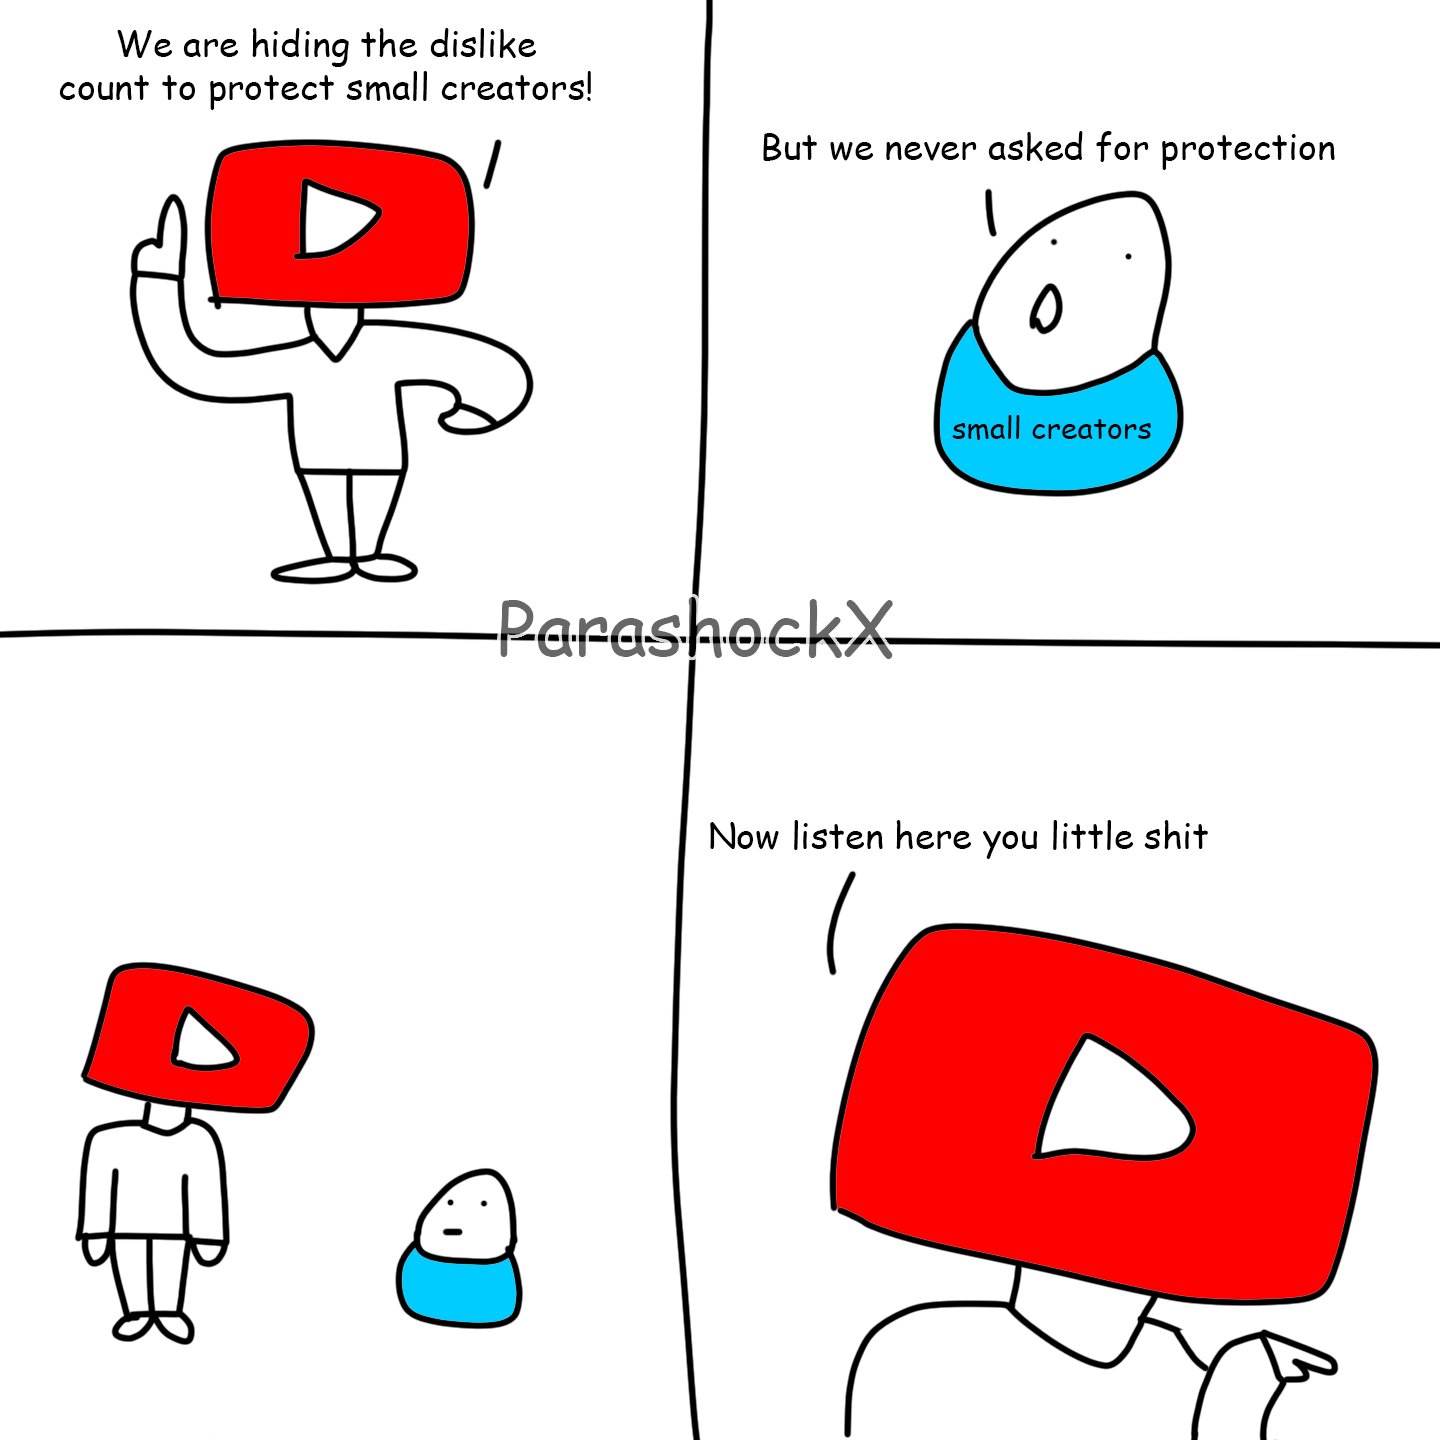 We are hiding the dislike
count to protect small creators!
But we never asked for protection
small creators
ParashockX
Now listen here you little shit